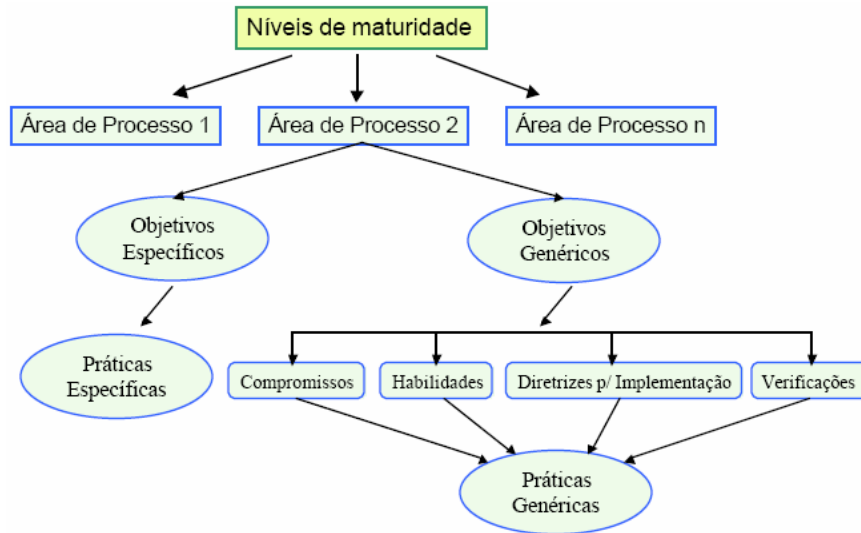 Níveis de maturidade
Área de Processo 1
Área de Processo 2
Área de Processo n
Objetivos
Específicos
Objetivos
Genéricos
Práticas
Específicas
Compromissos
Habilidades
Diretrizes p/ Implementação
Verificações
Práticas
Genéricas